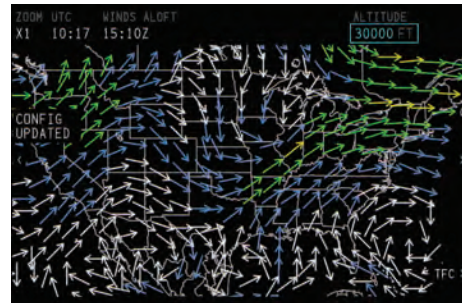 ZOOM UTC WINDS ALOFT ALTITUDE
X1 10:17 15:10Z 30000 FT
CONFIG
UPDATED
TFC